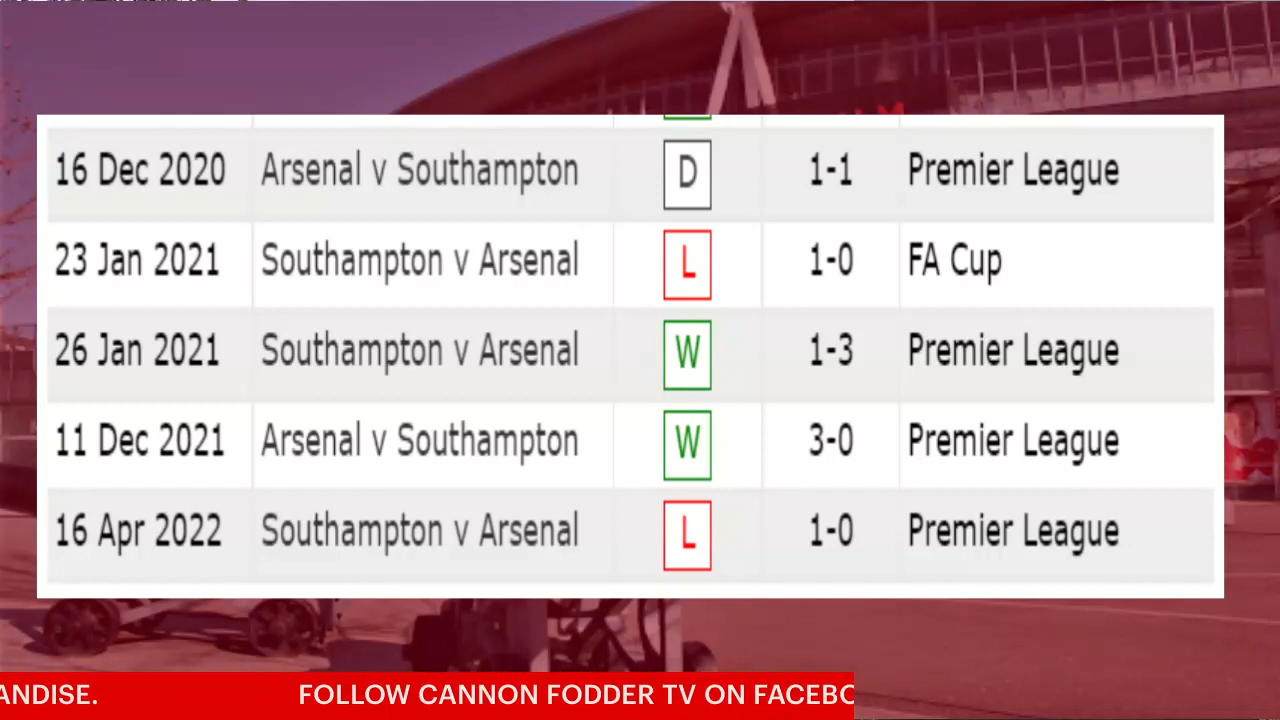 16 Dec 2020 Arsenal v Southampton D 1-1 Premier League
23 Jan 2021 Southampton v Arsenal L 1-0 FA Cup
26 Jan 2021 Southampton v Arsenal W 1-3 Premier League
11 Dec 2021 Arsenal v Southampton W 3-0 Premier League
16 Apr 2022 Southampton v Arsenal L 1-0 Premier League
ANDISE. FOLLOW CANNON FODDER TV ON FACEBO